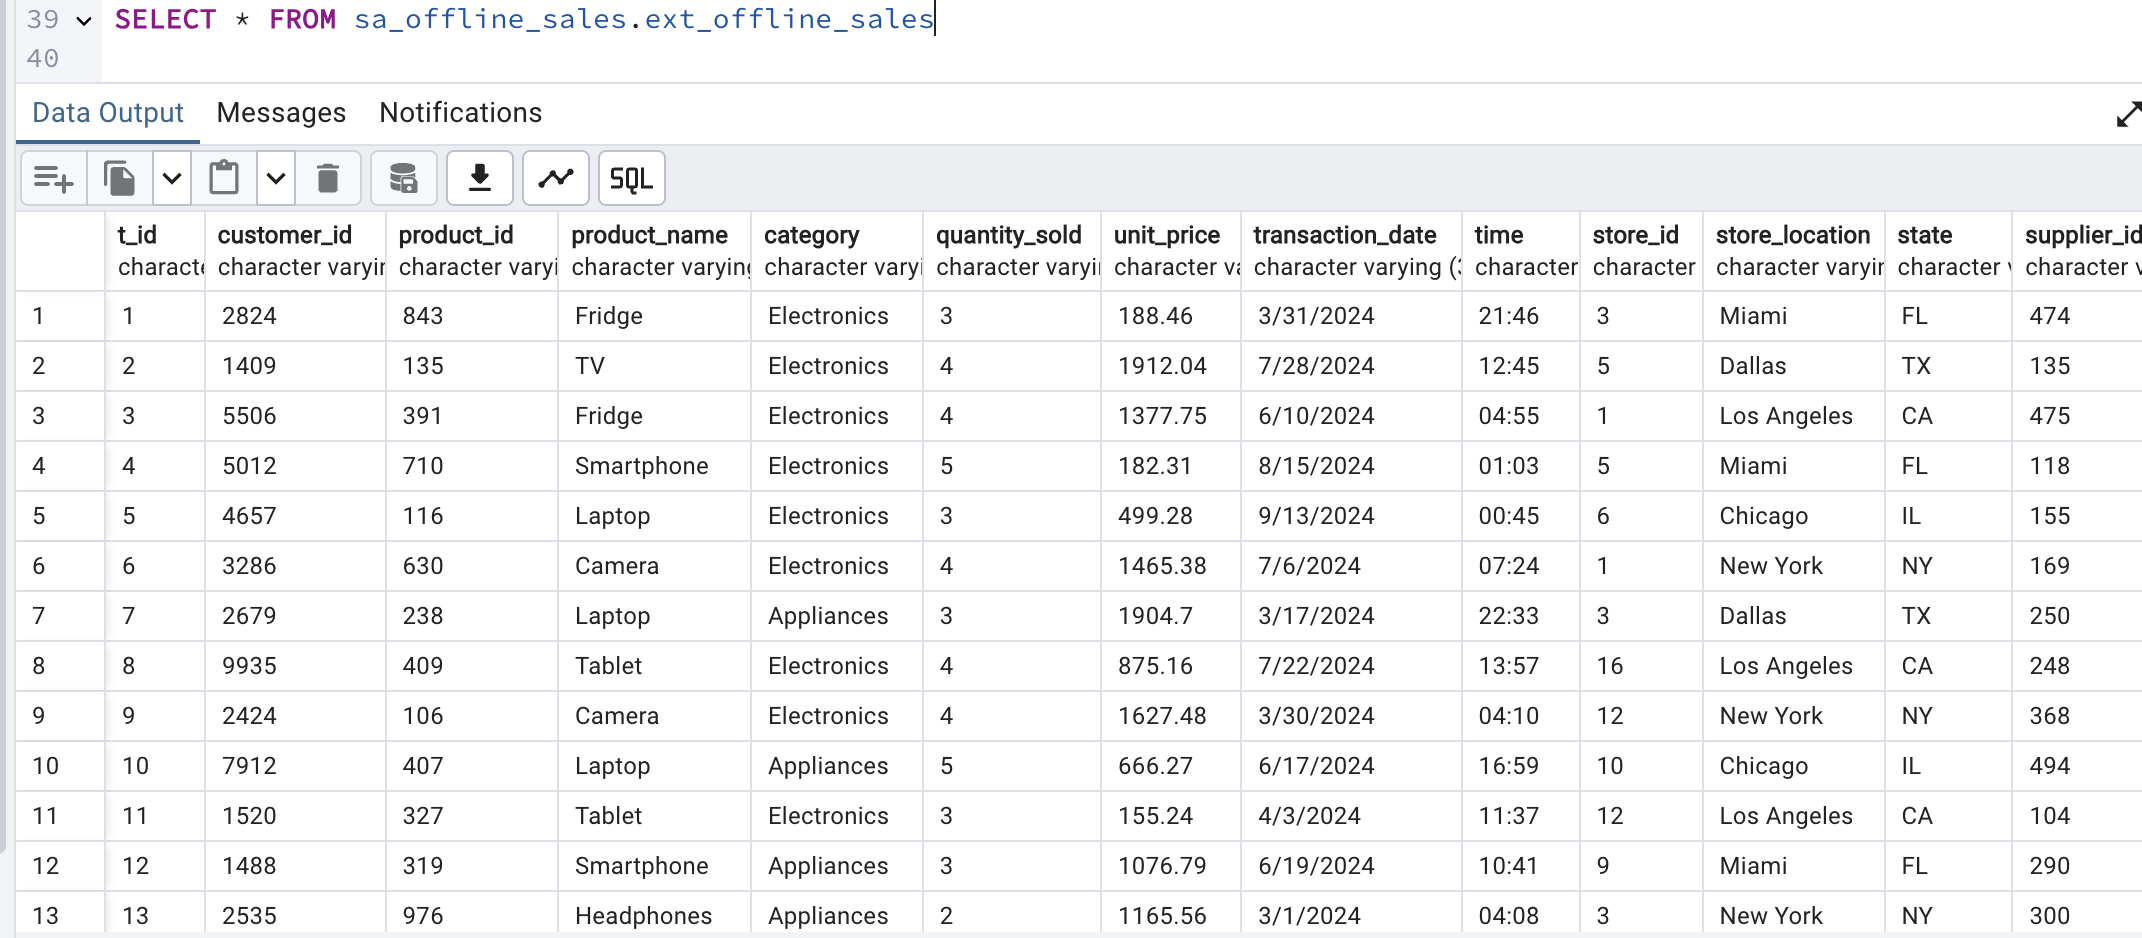 39 SELECT * FROM sa_offline_sales.ext_offline_sales
40
Data Output Messages Notifications
SQL
t_id customer_id product_id product_name category quantity_sold unit_price transaction_date time store_id store_location state supplier_id
characte character varyin character varyi character varying character varyi character varyi character va character varying (3 character character character varyin character v character v
1 1 2824 843 Fridge Electronics 3 188.46 3/31/2024 21:46 3 Miami FL 474
2 2 1409 135 TV Electronics 4 1912.04 7/28/2024 12:45 5 Dallas TX 135
3 3 5506 391 Fridge Electronics 4 1377.75 6/10/2024 04:55 1 Los Angeles CA 475
4 4 5012 710 Smartphone Electronics 5 182.31 8/15/2024 01:03 5 Miami FL 118
5 5 4657 116 Laptop Electronics 3 499.28 9/13/2024 00:45 6 Chicago IL 155
6 6 3286 630 Camera Electronics 4 1465.38 7/6/2024 07:24 1 New York NY 169
7 7 2679 238 Laptop Appliances 3 1904.7 3/17/2024 22:33 3 Dallas TX 250
8 8 9935 409 Tablet Electronics 4 875.16 7/22/2024 13:57 16 Los Angeles CA 248
9 9 2424 106 Camera Electronics 4 1627.48 3/30/2024 04:10 12 New York NY 368
10 10 7912 407 Laptop Appliances 5 666.27 6/17/2024 16:59 10 Chicago IL 494
11 11 1520 327 Tablet Electronics 3 155.24 4/3/2024 11:37 12 Los Angeles CA 104
12 12 1488 319 Smartphone Appliances 3 1076.79 6/19/2024 10:41 9 Miami FL 290
13 13 2535 976 Headphones Appliances 2 1165.56 3/1/2024 04:08 3 New York NY 300